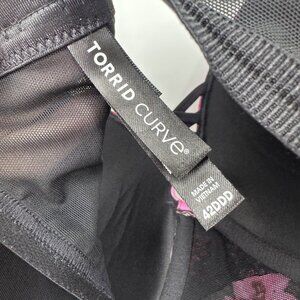 TORRID CURVE®
MADE IN
VIETNAM
42DDD